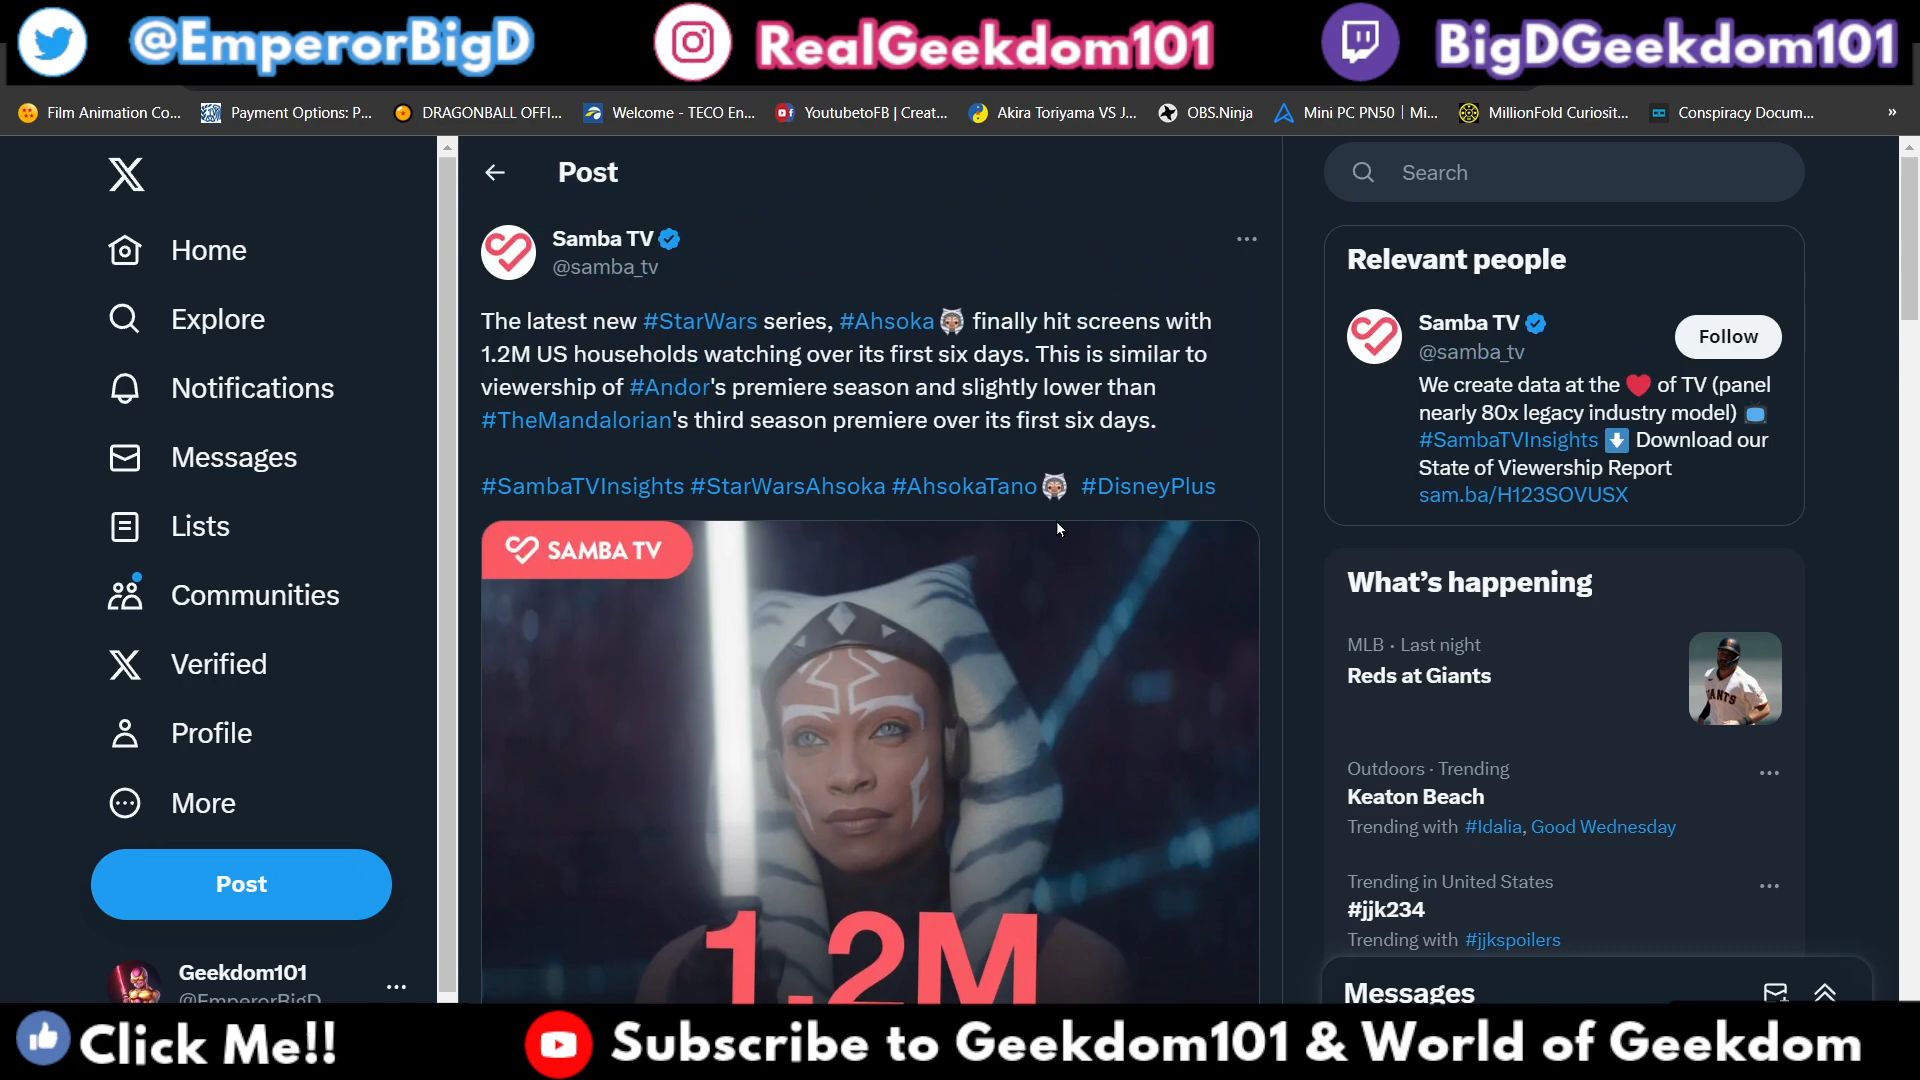 @EmperorBigD
RealGeekdom101
BigDGeekdom101
Film Animation Co...
Payment Options: P...
DRAGONBALL OFFI...
Welcome - TECO En...
YoutubetoFB | Creat...
Akira Toriyama VS J...
OBS.Ninja
Mini PC PN50 | Mi...
MillionFold Curiosit...
Conspiracy Docum...
»
Home
Explore
Notifications
Messages
Lists
Communities
Verified
Profile
More
Post
Geekdom101
@EmperorBigD
Post
Samba TV
@samba_tv
The latest new #StarWars series, #Ahsoka finally hit screens with
1.2M US households watching over its first six days. This is similar to
viewership of #Andor's premiere season and slightly lower than
#TheMandalorian's third season premiere over its first six days.
#SambaTVInsights #StarWarsAhsoka #AhsokaTano #DisneyPlus
SAMBA TV
1.2M
Search
Relevant people
Samba TV
@samba_tv
Follow
We create data at the ❤️ of TV (panel
nearly 80x legacy industry model)
#SambaTVInsights ⬇️ Download our
State of Viewership Report
sam.ba/H123SOVUSX
What's happening
MLB · Last night
Reds at Giants
GIANTS
Outdoors · Trending
Keaton Beach
Trending with #Idalia, Good Wednesday
Trending in United States
#jjk234
Trending with #jjkspoilers
Messages
Click Me!!
Subscribe to Geekdom101 & World of Geekdom